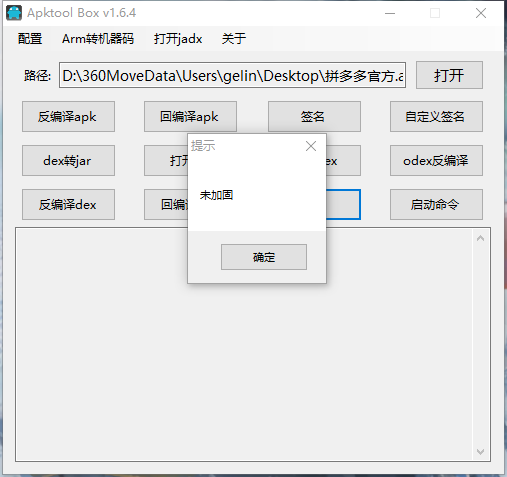 Apktool Box v1.6.4
配置 Arm转机器码 打开jadx 关于
路径: D:\360MoveData\Users\gelin\Desktop\拼多多官方.a 打开
反编译apk 回编译apk 签名 自定义签名
提示
dex转jar 打开 ex odex反编译
未加固
反编译dex 回编译 启动命令
确定